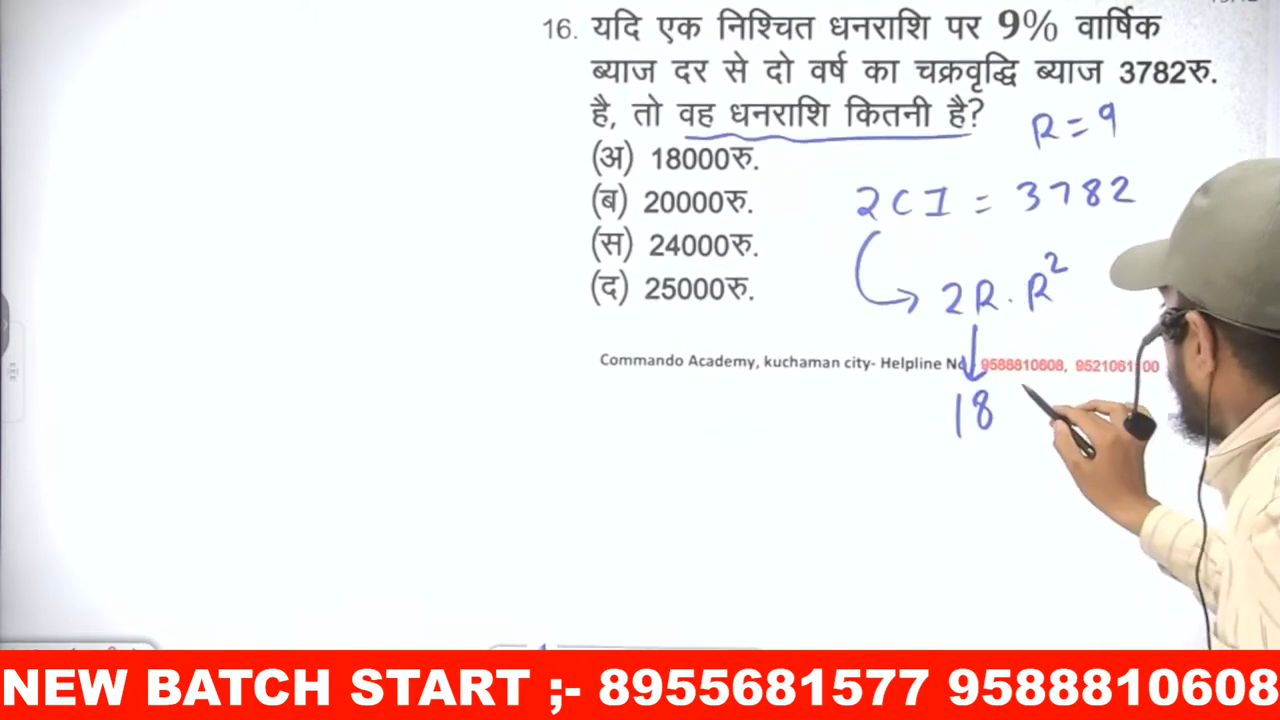 16. यदि एक निश्चित धनराशि पर 9% वार्षिक
ब्याज दर से दो वर्ष का चक्रवृद्धि ब्याज 3782रु.
है, तो वह धनराशि कितनी है?
(अ) 18000रु.
(ब) 20000रु.
(स) 24000रु.
(द) 25000रु.
R = 9
2CI = 3782
2R.R²
18
Commando Academy, kuchaman city- Helpline No 9588810608,
NEW BATCH START ;- 8955681577 9588810608